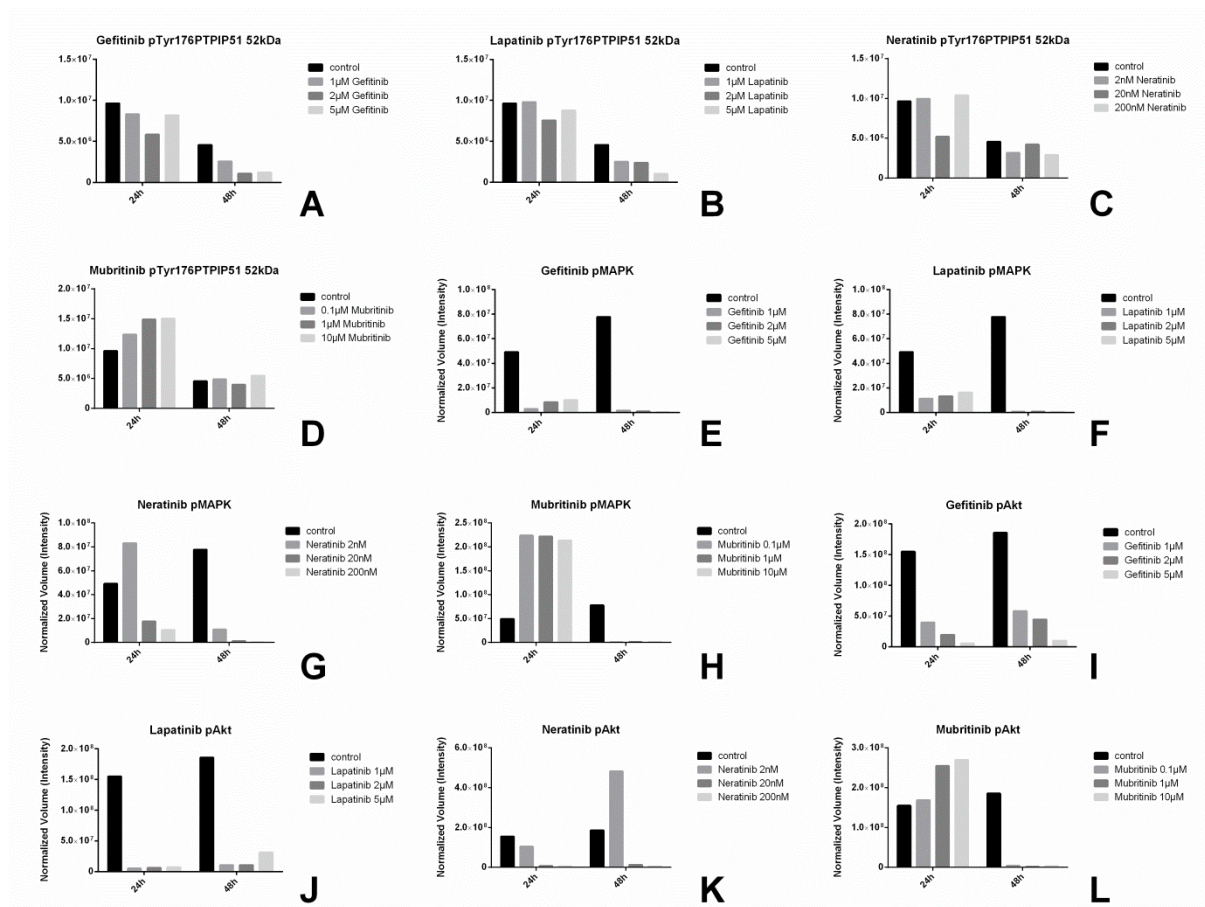 Gefitinib pTyr176PTPIP51 52kDa
1.5×10⁷
1.0×10⁷
5.0×10⁶
0
24h
48h
control
1µM Gefitinib
2µM Gefitinib
5µM Gefitinib
A
Lapatinib pTyr176PTPIP51 52kDa
1.5×10⁷
1.0×10⁷
5.0×10⁶
0
24h
48h
control
1µM Lapatinib
2µM Lapatinib
5µM Lapatinib
B
Neratinib pTyr176PTPIP51 52kDa
1.5×10⁷
1.0×10⁷
5.0×10⁶
0
24h
48h
control
2nM Neratinib
20nM Neratinib
200nM Neratinib
C
Mubritinib pTyr176PTPIP51 52kDa
2.0×10⁷
1.5×10⁷
1.0×10⁷
5.0×10⁶
0
24h
48h
control
0.1µM Mubritinib
1µM Mubritinib
10µM Mubritinib
D
Gefitinib pMAPK
Normalized Volume (Intensity)
1.0×10⁸
8.0×10⁷
6.0×10⁷
4.0×10⁷
2.0×10⁷
0
24h
48h
control
Gefitinib 1µM
Gefitinib 2µM
Gefitinib 5µM
E
Lapatinib pMAPK
Normalized Volume (Intensity)
1.0×10⁸
8.0×10⁷
6.0×10⁷
4.0×10⁷
2.0×10⁷
0
24h
48h
control
Lapatinib 1µM
Lapatinib 2µM
Lapatinib 5µM
F
Neratinib pMAPK
Normalized Volume (Intensity)
1.0×10⁸
8.0×10⁷
6.0×10⁷
4.0×10⁷
2.0×10⁷
0
24h
48h
control
Neratinib 2nM
Neratinib 20nM
Neratinib 200nM
G
Mubritinib pMAPK
Normalized Volume (Intensity)
2.5×10⁸
2.0×10⁸
1.5×10⁸
1.0×10⁸
5.0×10⁷
0
24h
48h
control
Mubritinib 0.1µM
Mubritinib 1µM
Mubritinib 10µM
H
Gefitinib pAkt
Normalized Volume (Intensity)
2.0×10⁸
1.5×10⁸
1.0×10⁸
5.0×10⁷
0
24h
48h
control
Gefitinib 1µM
Gefitinib 2µM
Gefitinib 5µM
I
Lapatinib pAkt
Normalized Volume (Intensity)
2.0×10⁸
1.5×10⁸
1.0×10⁸
5.0×10⁷
0
24h
48h
control
Lapatinib 1µM
Lapatinib 2µM
Lapatinib 5µM
J
Neratinib pAkt
Normalized Volume (Intensity)
6.0×10⁸
4.0×10⁸
2.0×10⁸
0
24h
48h
control
Neratinib 2nM
Neratinib 20nM
Neratinib 200nM
K
Mubritinib pAkt
Normalized Volume (Intensity)
3.0×10⁸
2.0×10⁸
1.0×10⁸
0
24h
48h
control
Mubritinib 0.1µM
Mubritinib 1µM
Mubritinib 10µM
L